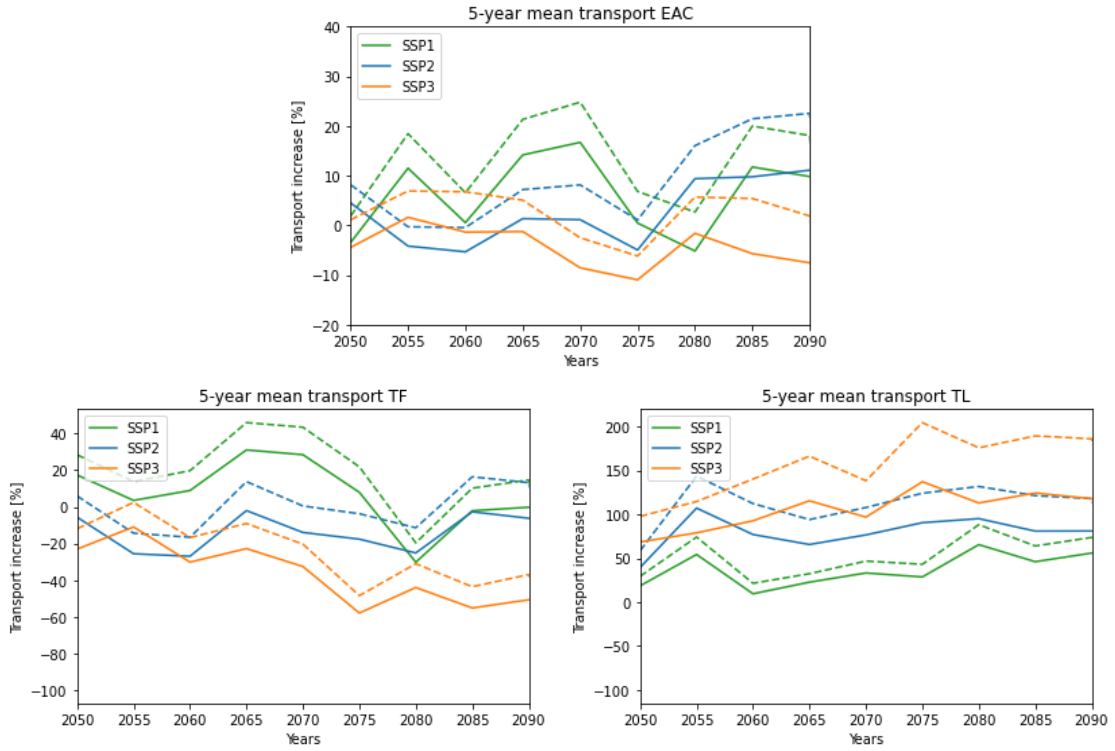 5-year mean transport EAC
Transport increase [%]
40
30
20
10
0
−10
−20
SSP1
SSP2
SSP3
2050 2055 2060 2065 2070 2075 2080 2085 2090
Years
5-year mean transport TF
Transport increase [%]
40
20
0
−20
−40
−60
−80
−100
SSP1
SSP2
SSP3
2050 2055 2060 2065 2070 2075 2080 2085 2090
Years
5-year mean transport TL
Transport increase [%]
200
150
100
50
0
−50
−100
SSP1
SSP2
SSP3
2050 2055 2060 2065 2070 2075 2080 2085 2090
Years